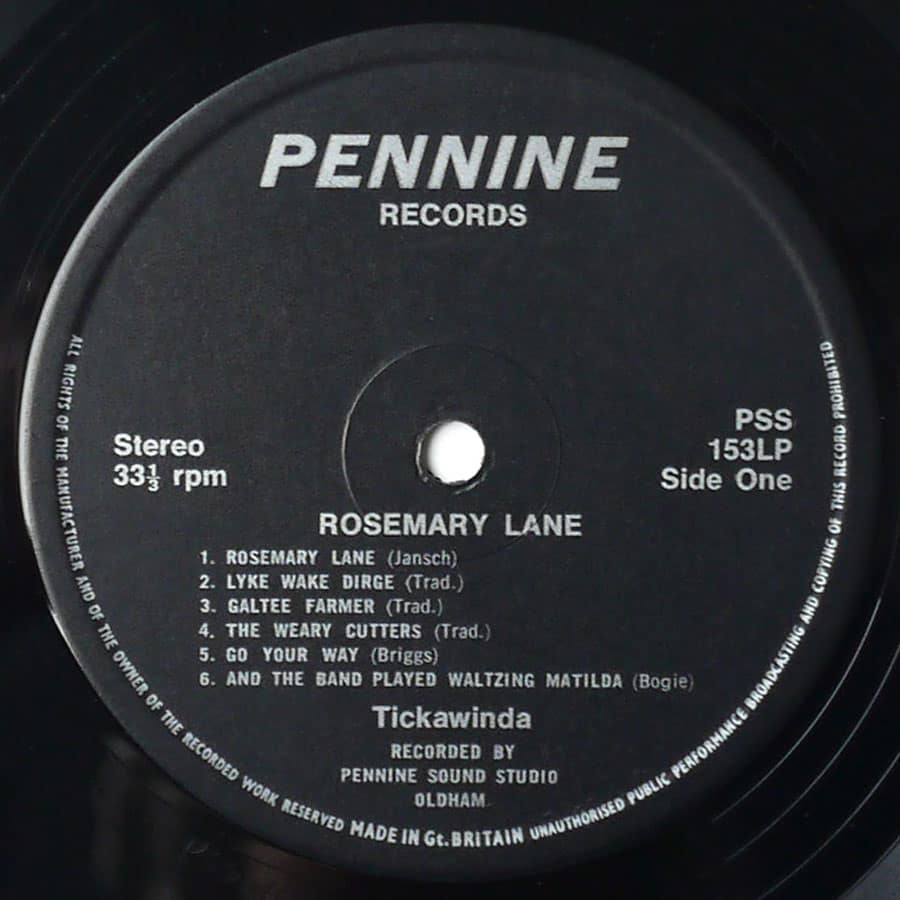 PENNINE
RECORDS
Stereo
33⅓ rpm
PSS
153LP
Side One
ROSEMARY LANE
1. ROSEMARY LANE (Jansch)
2. LYKE WAKE DIRGE (Trad.)
3. GALTEE FARMER (Trad.)
4. THE WEARY CUTTERS (Trad.)
5. GO YOUR WAY (Briggs)
6. AND THE BAND PLAYED WALTZING MATILDA (Bogie)
Tickawinda
RECORDED BY
PENNINE SOUND STUDIO
OLDHAM
ALL RIGHTS OF THE MANUFACTURER AND OF THE OWNER OF THE RECORDED WORK RESERVED MADE IN Gt. BRITAIN UNAUTHORISED PUBLIC PERFORMANCE BROADCASTING AND COPYING OF THIS RECORD PROHIBITED